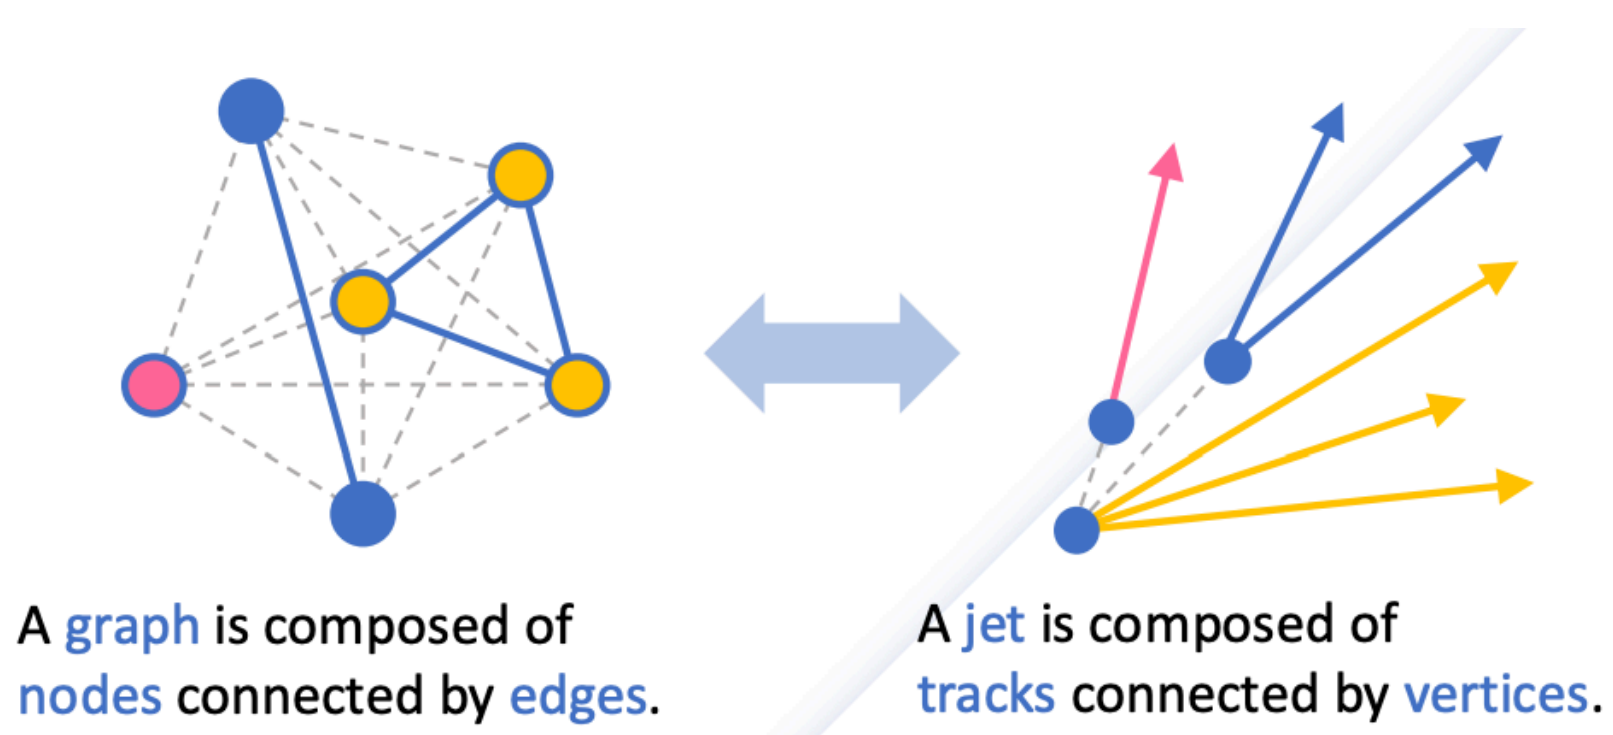 A graph is composed of
nodes connected by edges.
A jet is composed of
tracks connected by vertices.